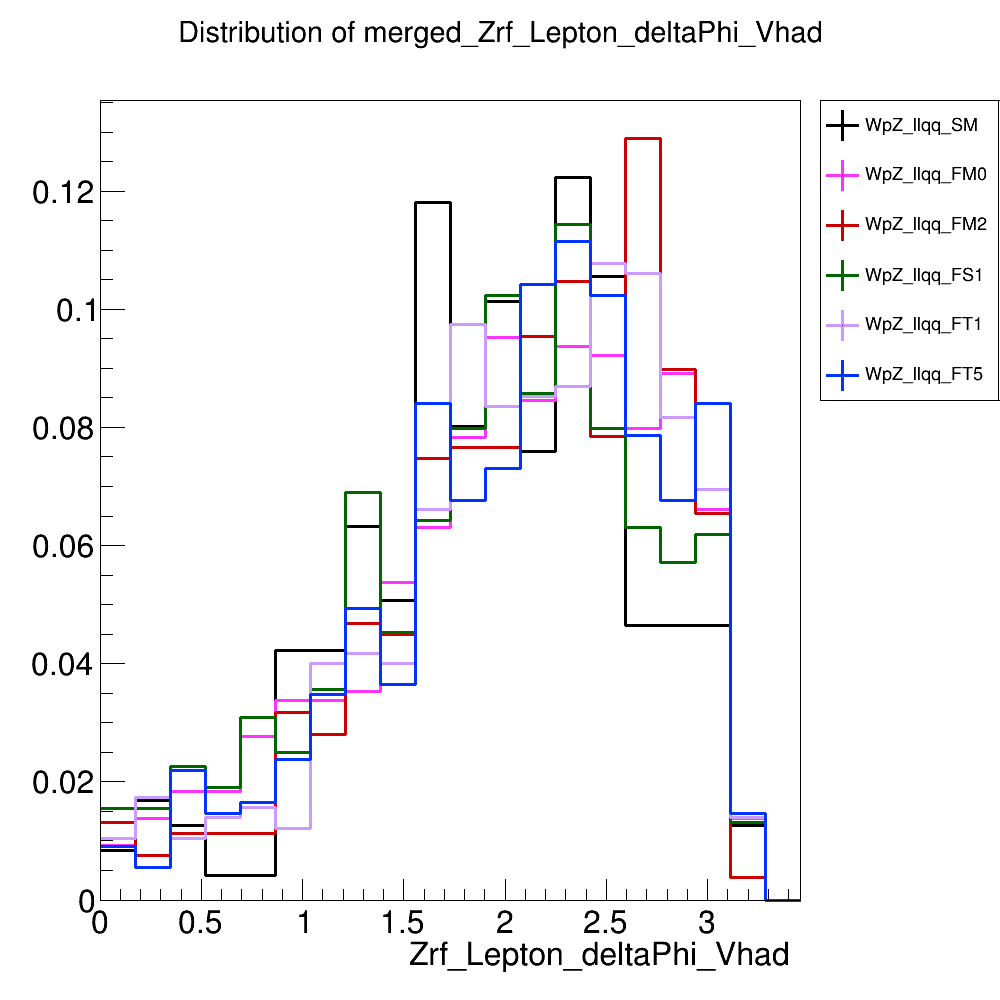 Distribution of merged_Zrf_Lepton_deltaPhi_Vhad
WpZ_llqq_SM
WpZ_llqq_FM0
WpZ_llqq_FM2
WpZ_llqq_FS1
WpZ_llqq_FT1
WpZ_llqq_FT5
0.12
0.1
0.08
0.06
0.04
0.02
0
0 0.5 1 1.5 2 2.5 3
Zrf_Lepton_deltaPhi_Vhad